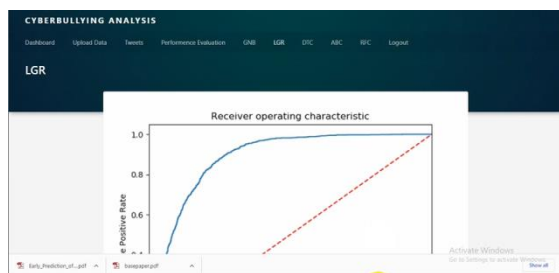 CYBERBULLYING ANALYSIS
Dashboard Upload Data Tweets Performence Evaluation GNB LGR DTC ABC RFC Logout
LGR
Receiver operating characteristic
1.0
0.8
0.6
0.4
e Positive Rate
Activate Windows
Go to Settings to activate Windows.
Early_Prediction_of....pdf basepaper.pdf Show all